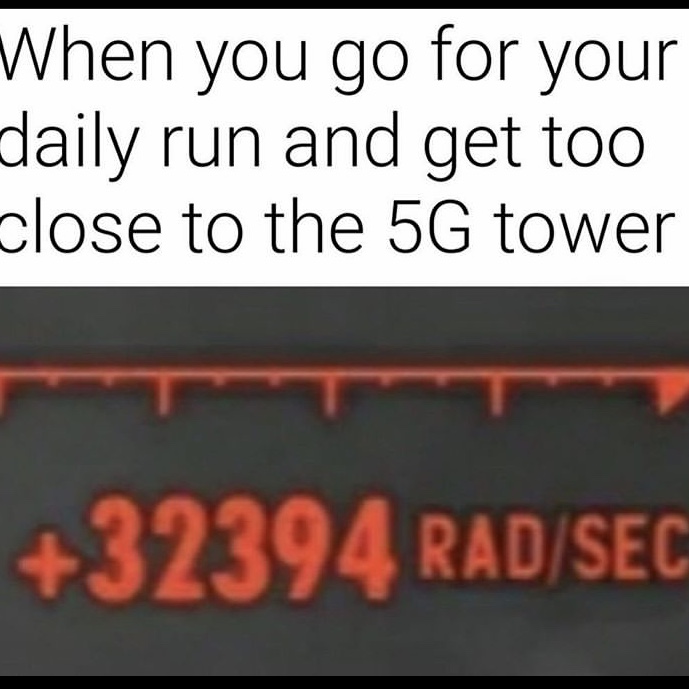 When you go for your
daily run and get too
close to the 5G tower
+32394 RAD/SEC